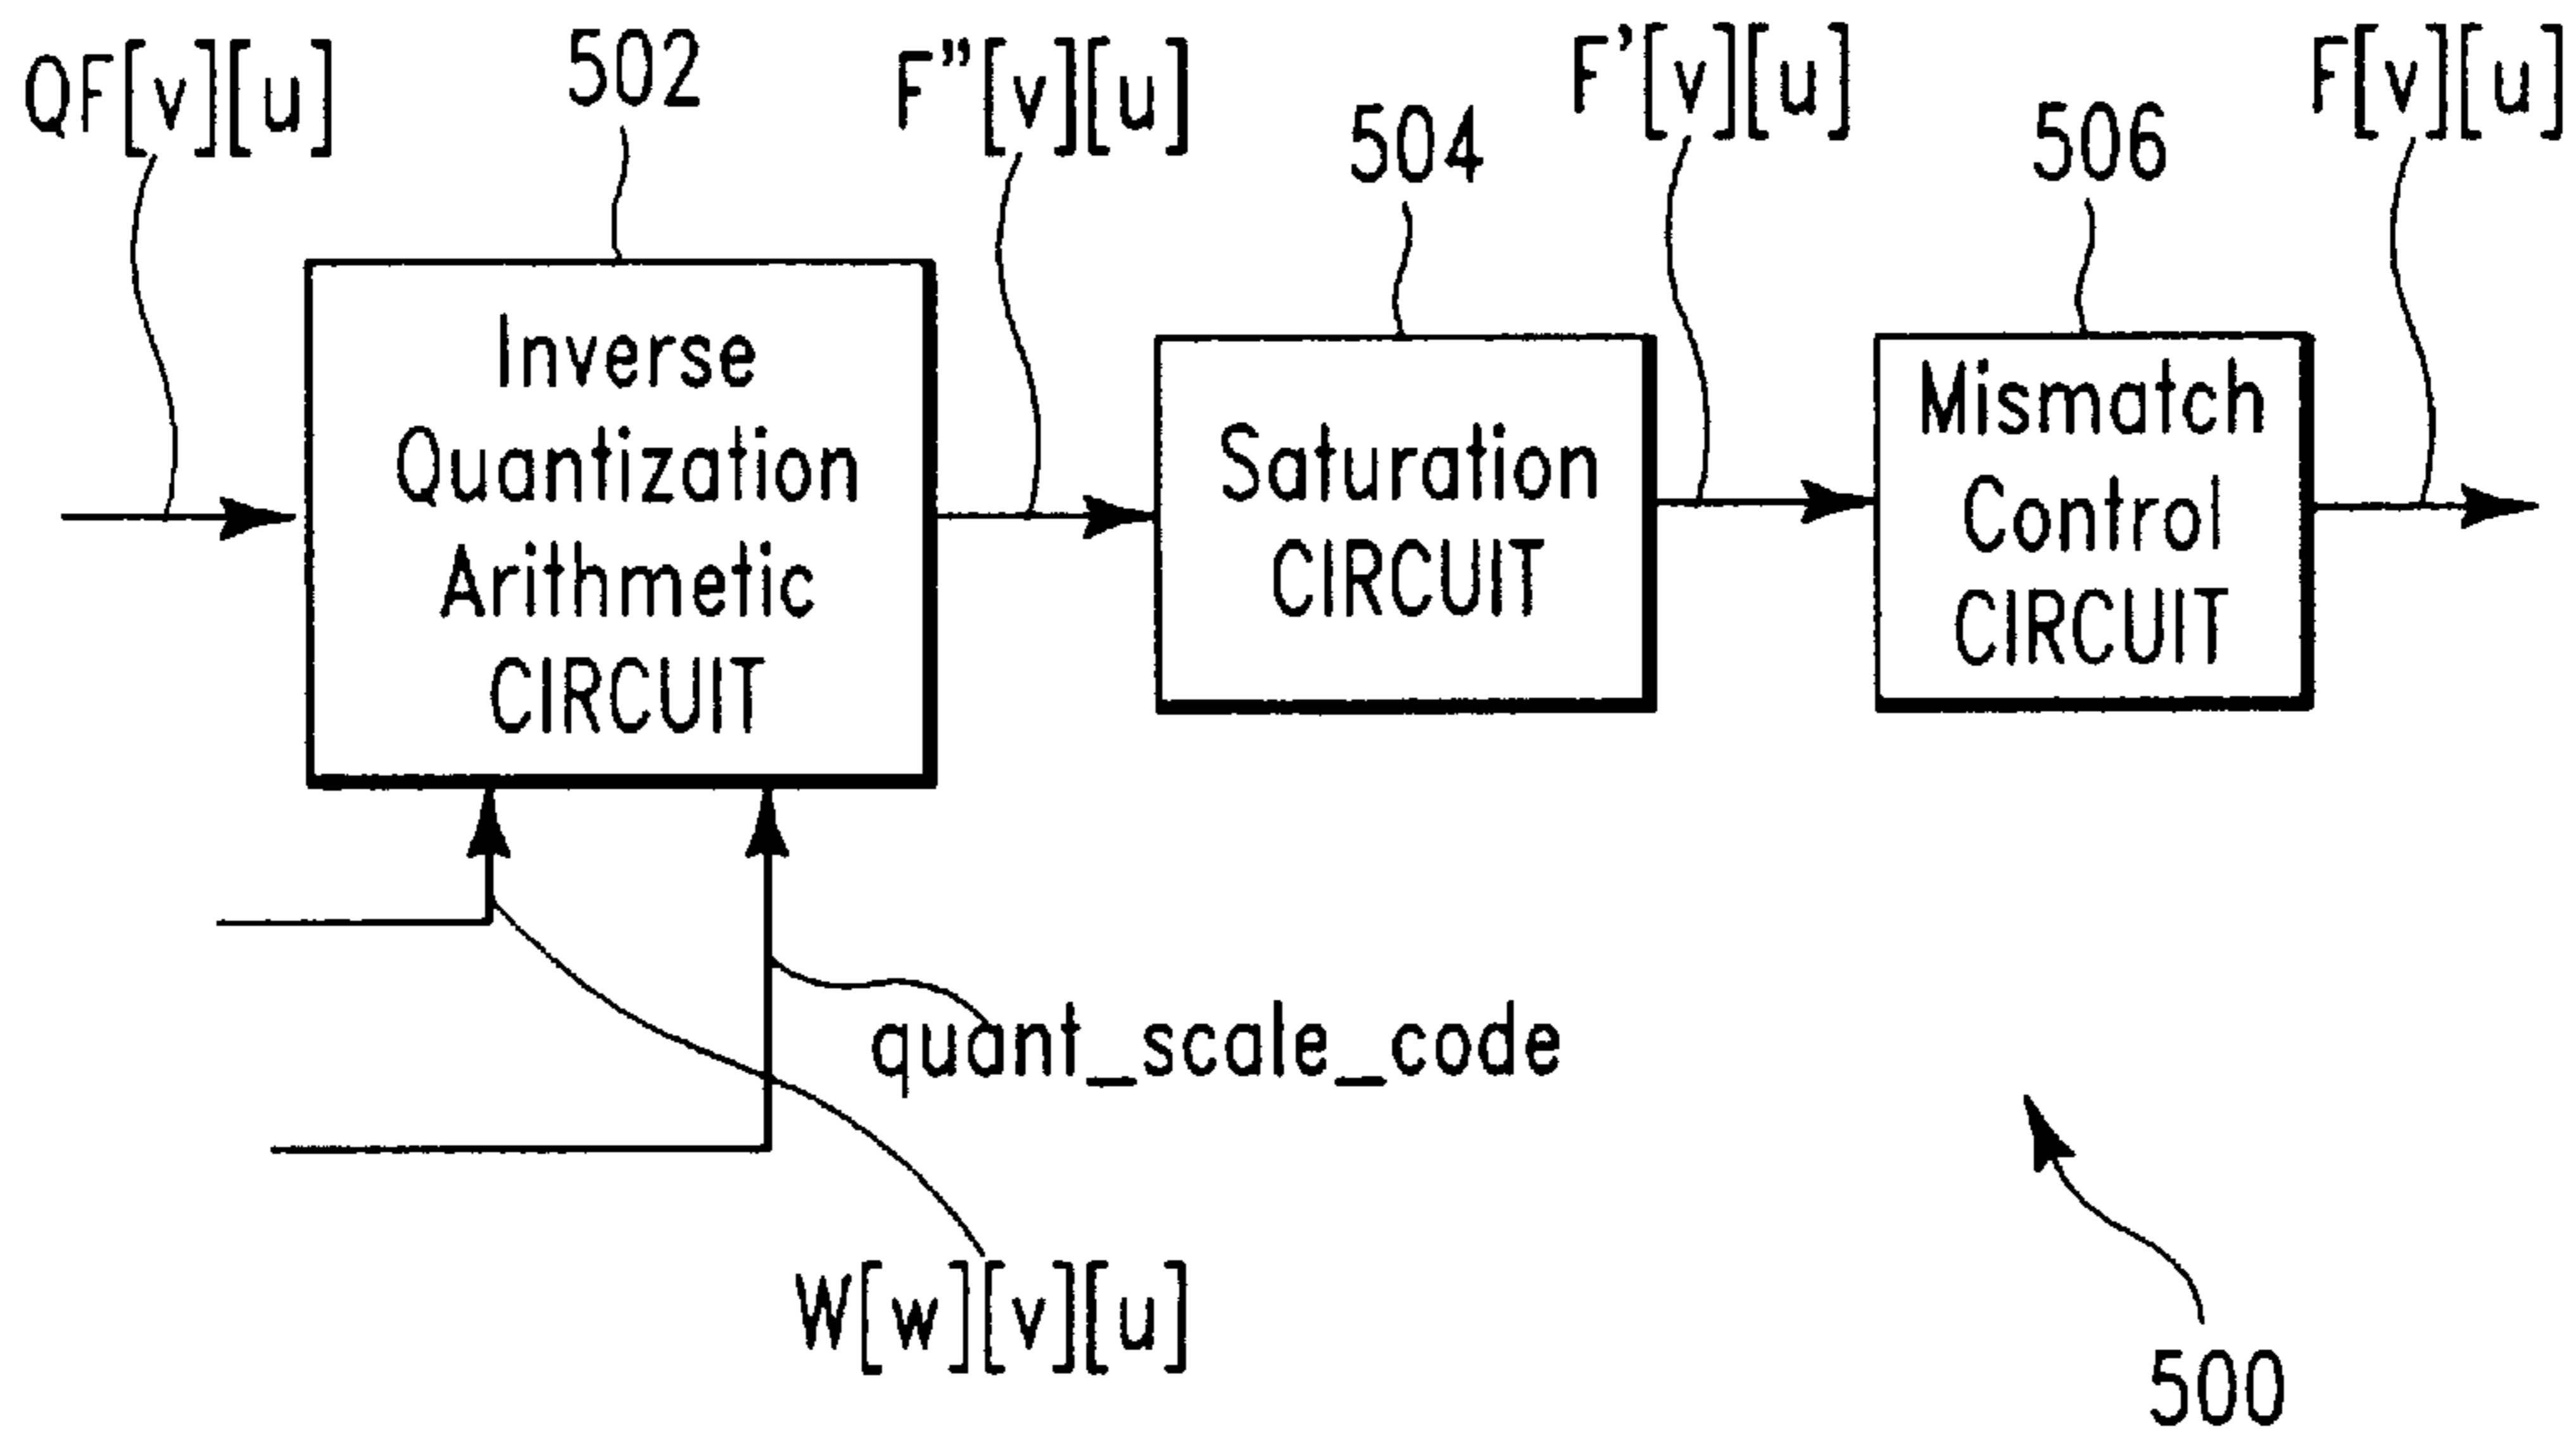 QF[v][u]
502
F"[v][u]
504
F'[v][u]
506
F[v][u]
Inverse
Quantization
Arithmetic
CIRCUIT
Saturation
CIRCUIT
Mismatch
Control
CIRCUIT
quant_scale_code
W[w][v][u]
500